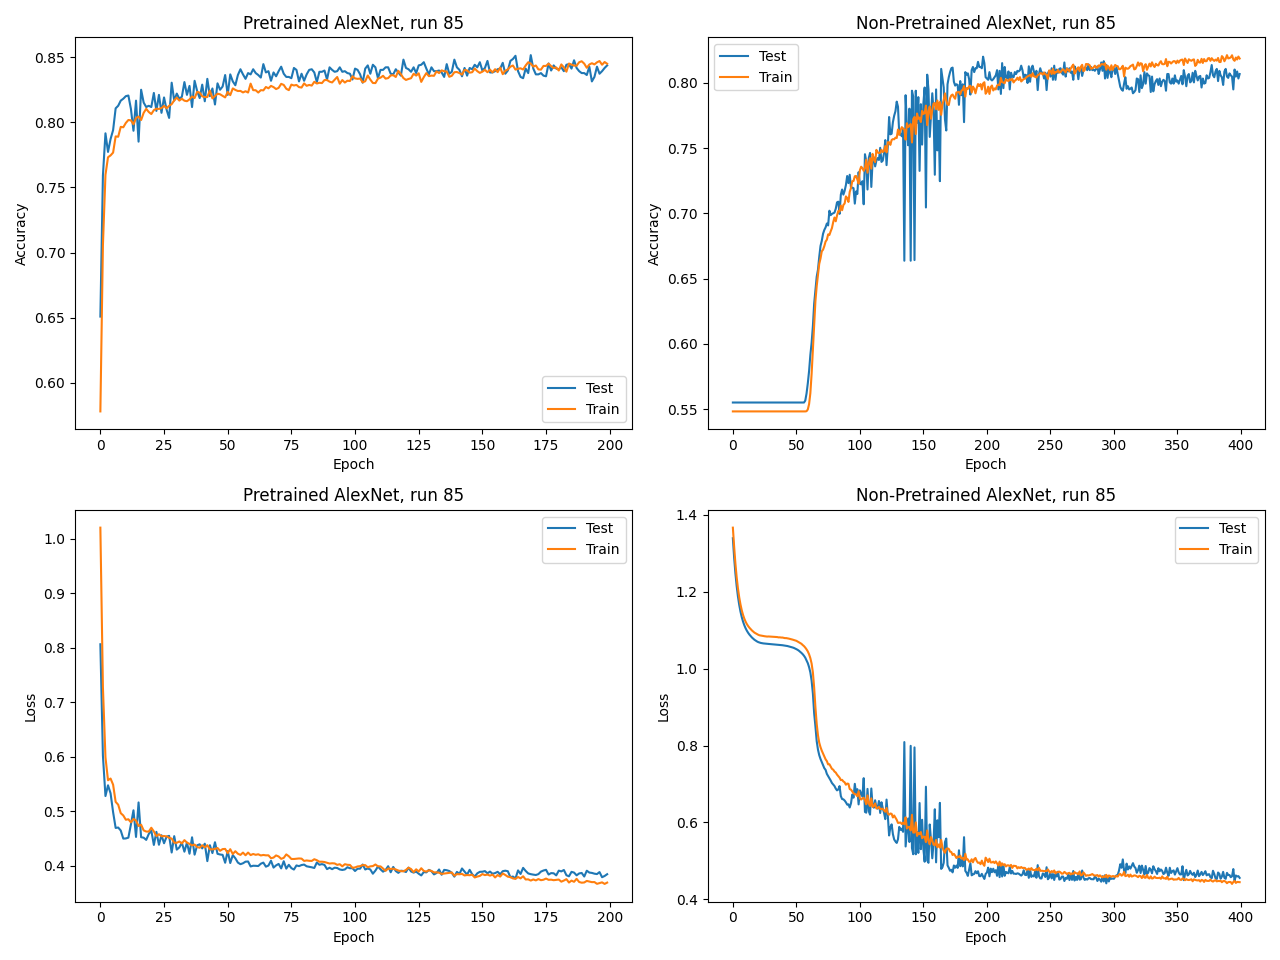 Pretrained AlexNet, run 85
Accuracy
0.85
0.80
0.75
0.70
0.65
0.60
0 25 50 75 100 125 150 175 200
Epoch
Test
Train
Non-Pretrained AlexNet, run 85
Accuracy
0.80
0.75
0.70
0.65
0.60
0.55
0 50 100 150 200 250 300 350 400
Epoch
Test
Train
Pretrained AlexNet, run 85
Loss
1.0
0.9
0.8
0.7
0.6
0.5
0.4
0 25 50 75 100 125 150 175 200
Epoch
Test
Train
Non-Pretrained AlexNet, run 85
Loss
1.4
1.2
1.0
0.8
0.6
0.4
0 50 100 150 200 250 300 350 400
Epoch
Test
Train